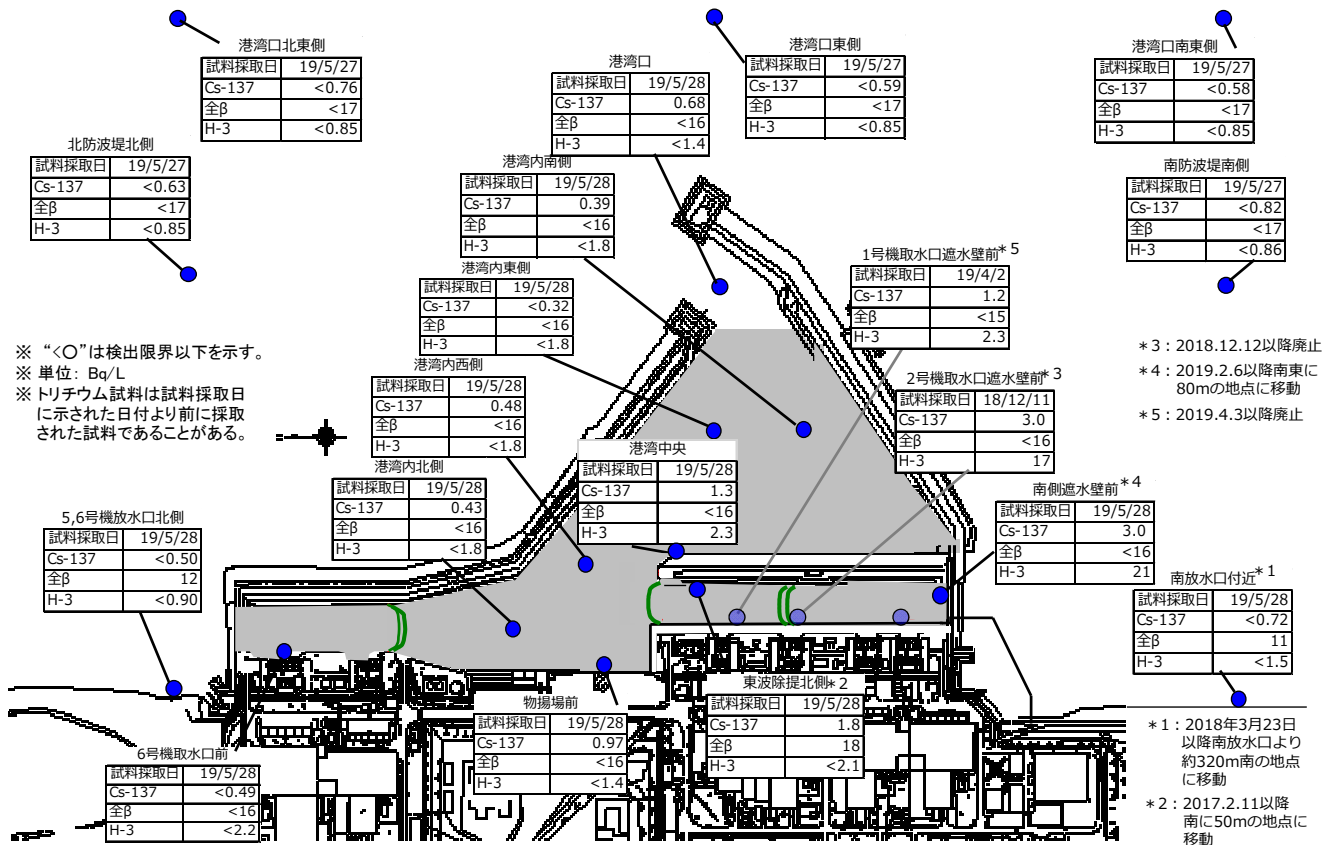 港湾口北東側
試料採取日 19/5/27
Cs-137 <0.76
全β <17
H-3 <0.85
港湾口東側
試料採取日 19/5/27
Cs-137 <0.59
全β <17
H-3 <0.85
港湾口南東側
試料採取日 19/5/27
Cs-137 <0.58
全β <17
H-3 <0.85
港湾口
試料採取日 19/5/28
Cs-137 0.68
全β <16
H-3 <1.4
北防波堤北側
試料採取日 19/5/27
Cs-137 <0.63
全β <17
H-3 <0.85
港湾内南側
試料採取日 19/5/28
Cs-137 0.39
全β <16
H-3 <1.8
南防波堤南側
試料採取日 19/5/27
Cs-137 <0.82
全β <17
H-3 <0.86
港湾内東側
試料採取日 19/5/28
Cs-137 <0.32
全β <16
H-3 <1.8
1号機取水口遮水壁前*5
試料採取日 19/4/2
Cs-137 1.2
全β <15
H-3 2.3
※ “<○”は検出限界以下を示す。
※ 単位: Bq/L
※ トリチウム試料は試料採取日
に示された日付より前に採取
された試料であることがある。
*3:2018.12.12以降廃止
*4:2019.2.6以降南東に
80mの地点に移動
*5:2019.4.3以降廃止
港湾内西側
試料採取日 19/5/28
Cs-137 0.48
全β <16
H-3 <1.8
2号機取水口遮水壁前*3
試料採取日 18/12/11
Cs-137 3.0
全β <16
H-3 17
港湾中央
試料採取日 19/5/28
Cs-137 1.3
全β <16
H-3 2.3
港湾内北側
試料採取日 19/5/28
Cs-137 0.43
全β <16
H-3 <1.8
南側遮水壁前*4
試料採取日 19/5/28
Cs-137 3.0
全β <16
H-3 21
5,6号機放水口北側
試料採取日 19/5/28
Cs-137 <0.50
全β 12
H-3 <0.90
南放水口付近*1
試料採取日 19/5/28
Cs-137 <0.72
全β 11
H-3 <1.5
東波除堤北側*2
試料採取日 19/5/28
Cs-137 1.8
全β 18
H-3 <2.1
物揚場前
試料採取日 19/5/28
Cs-137 0.97
全β <16
H-3 <1.4
6号機取水口前
試料採取日 19/5/28
Cs-137 <0.49
全β <16
H-3 <2.2
*1:2018年3月23日
以降南放水口より
約320m南の地点
に移動
*2:2017.2.11以降
南に50mの地点に
移動